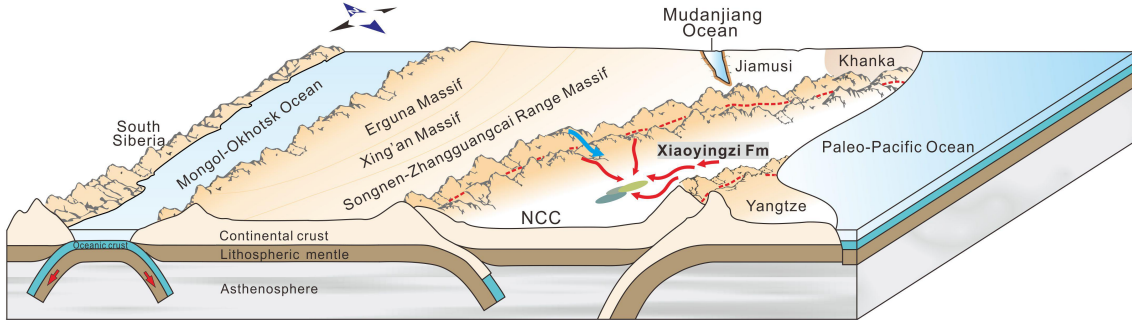 N
Mudanjiang
Ocean
Jiamusi
Khanka
South
Siberia
Mongol-Okhotsk Ocean
Erguna Massif
Xing'an Massif
Songnen-Zhangguangcai Range Massif
Xiaoyingzi Fm
Paleo-Pacific Ocean
NCC
Yangtze
Continental crust
Oceanic crust
Lithospheric mentle
Asthenosphere